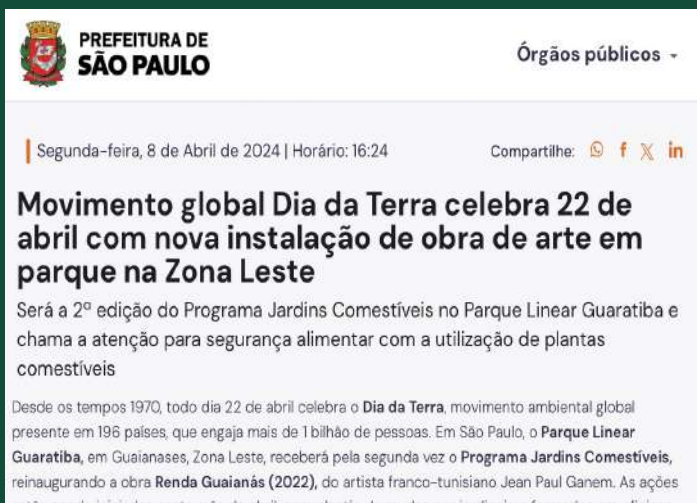 PREFEITURA DE
SÃO PAULO
Órgãos públicos
Segunda-feira, 8 de Abril de 2024 | Horário: 16:24
Compartilhe:
Movimento global Dia da Terra celebra 22 de
abril com nova instalação de obra de arte em
parque na Zona Leste
Será a 2ª edição do Programa Jardins Comestíveis no Parque Linear Guaratiba e
chama a atenção para segurança alimentar com a utilização de plantas
comestíveis
Desde os tempos 1970, todo dia 22 de abril celebra o Dia da Terra, movimento ambiental global
presente em 196 países, que engaja mais de 1 bilhão de pessoas. Em São Paulo, o Parque Linear
Guaratiba, em Guaianases, Zona Leste, receberá pela segunda vez o Programa Jardins Comestíveis,
reinaugurando a obra Renda Guaianás (2022), do artista franco-tunisiano Jean Paul Ganem. As ações